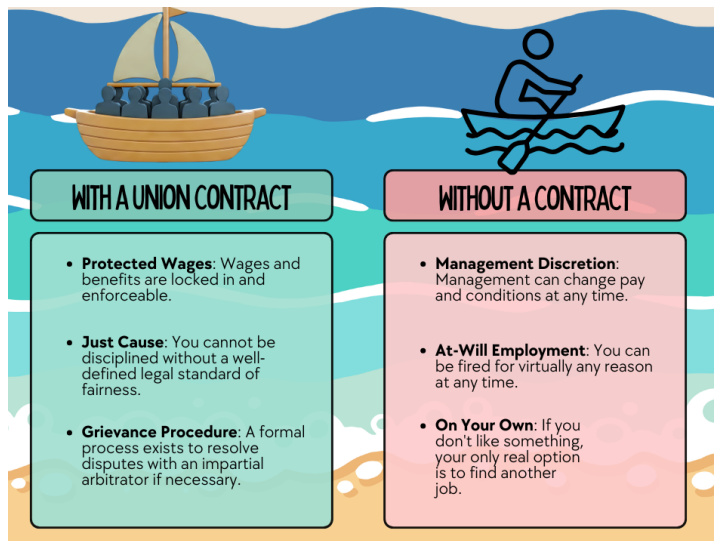 WITH A UNION CONTRACT
• Protected Wages: Wages and
benefits are locked in and
enforceable.
• Just Cause: You cannot be
disciplined without a well-
defined legal standard of
fairness.
• Grievance Procedure: A formal
process exists to resolve
disputes with an impartial
arbitrator if necessary.
WITHOUT A CONTRACT
• Management Discretion:
Management can change pay
and conditions at any time.
• At-Will Employment: You can
be fired for virtually any reason
at any time.
• On Your Own: If you
don't like something,
your only real option
is to find another
job.